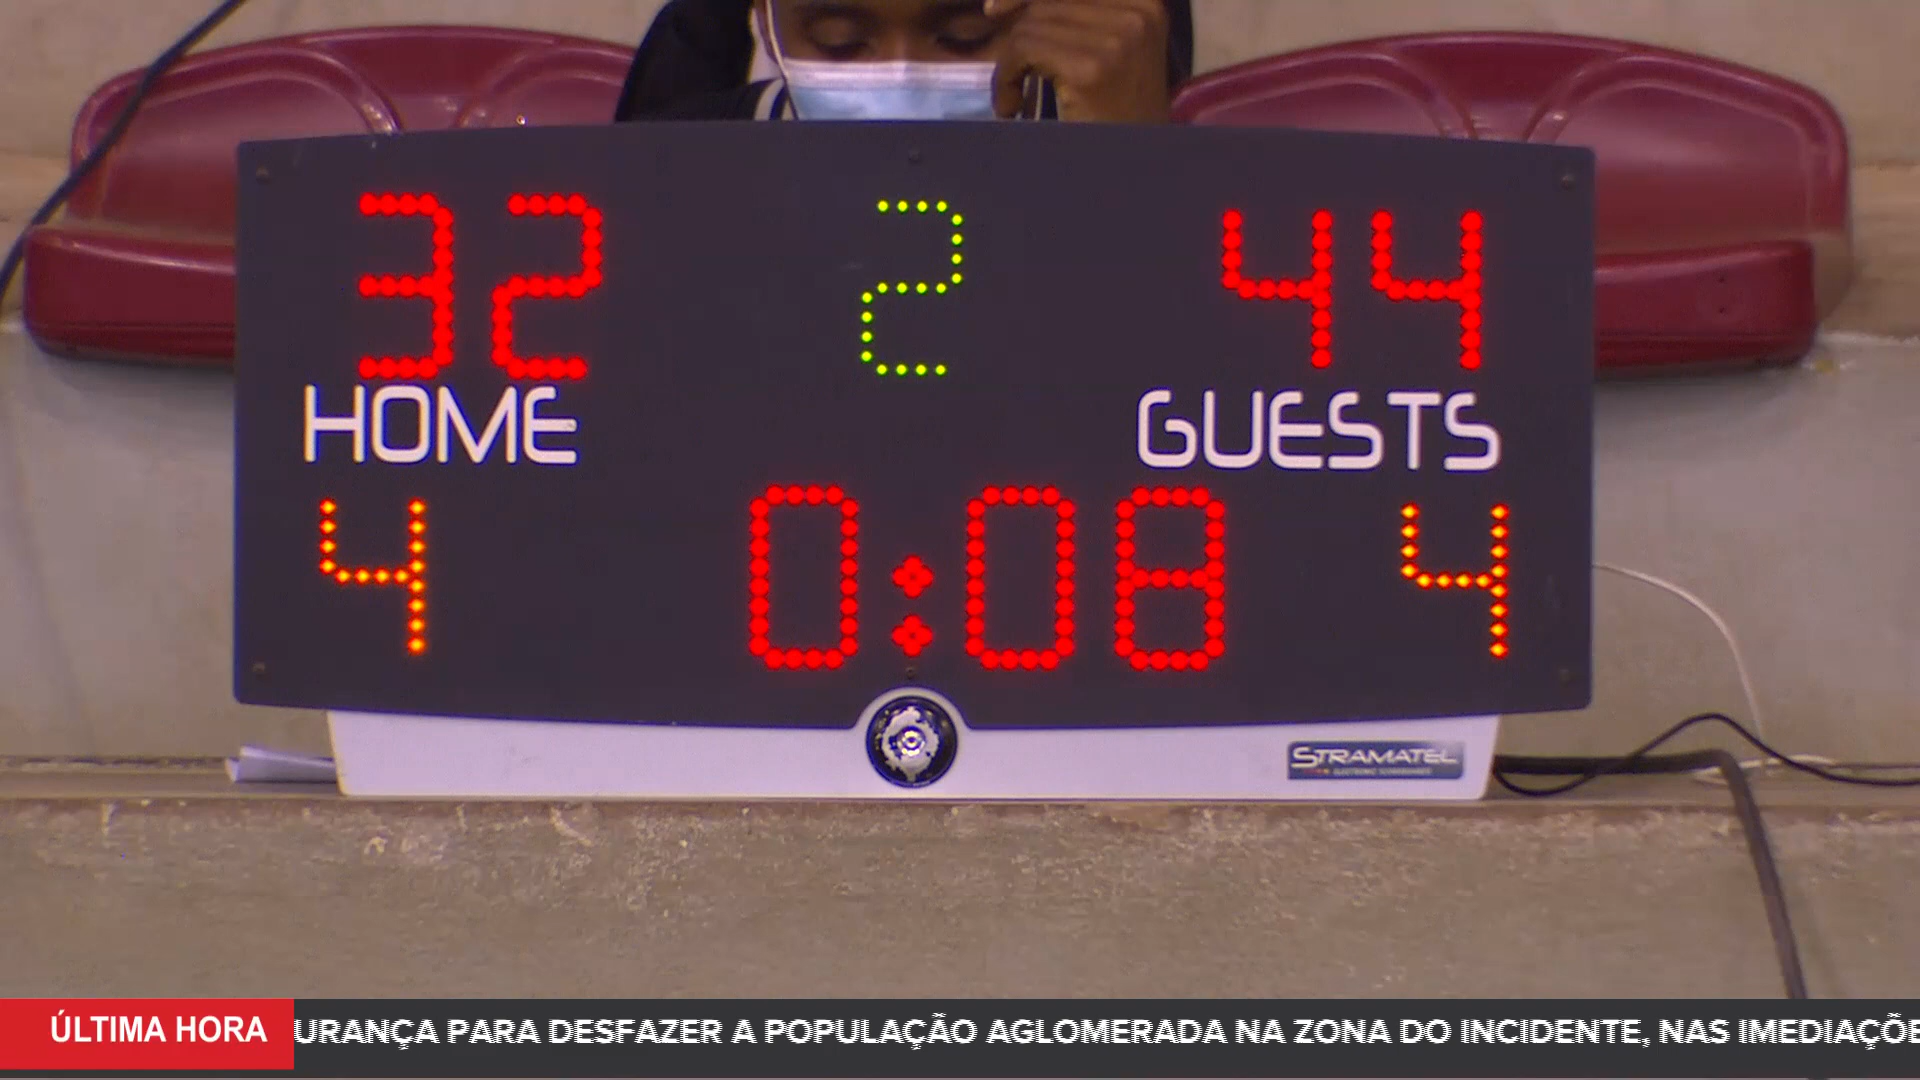 32 2 44
HOME GUESTS
4 0:08 4
STRAMATEL
ÚLTIMA HORA URANÇA PARA DESFAZER A POPULAÇÃO AGLOMERADA NA ZONA DO INCIDENTE, NAS IMEDIAÇÕE